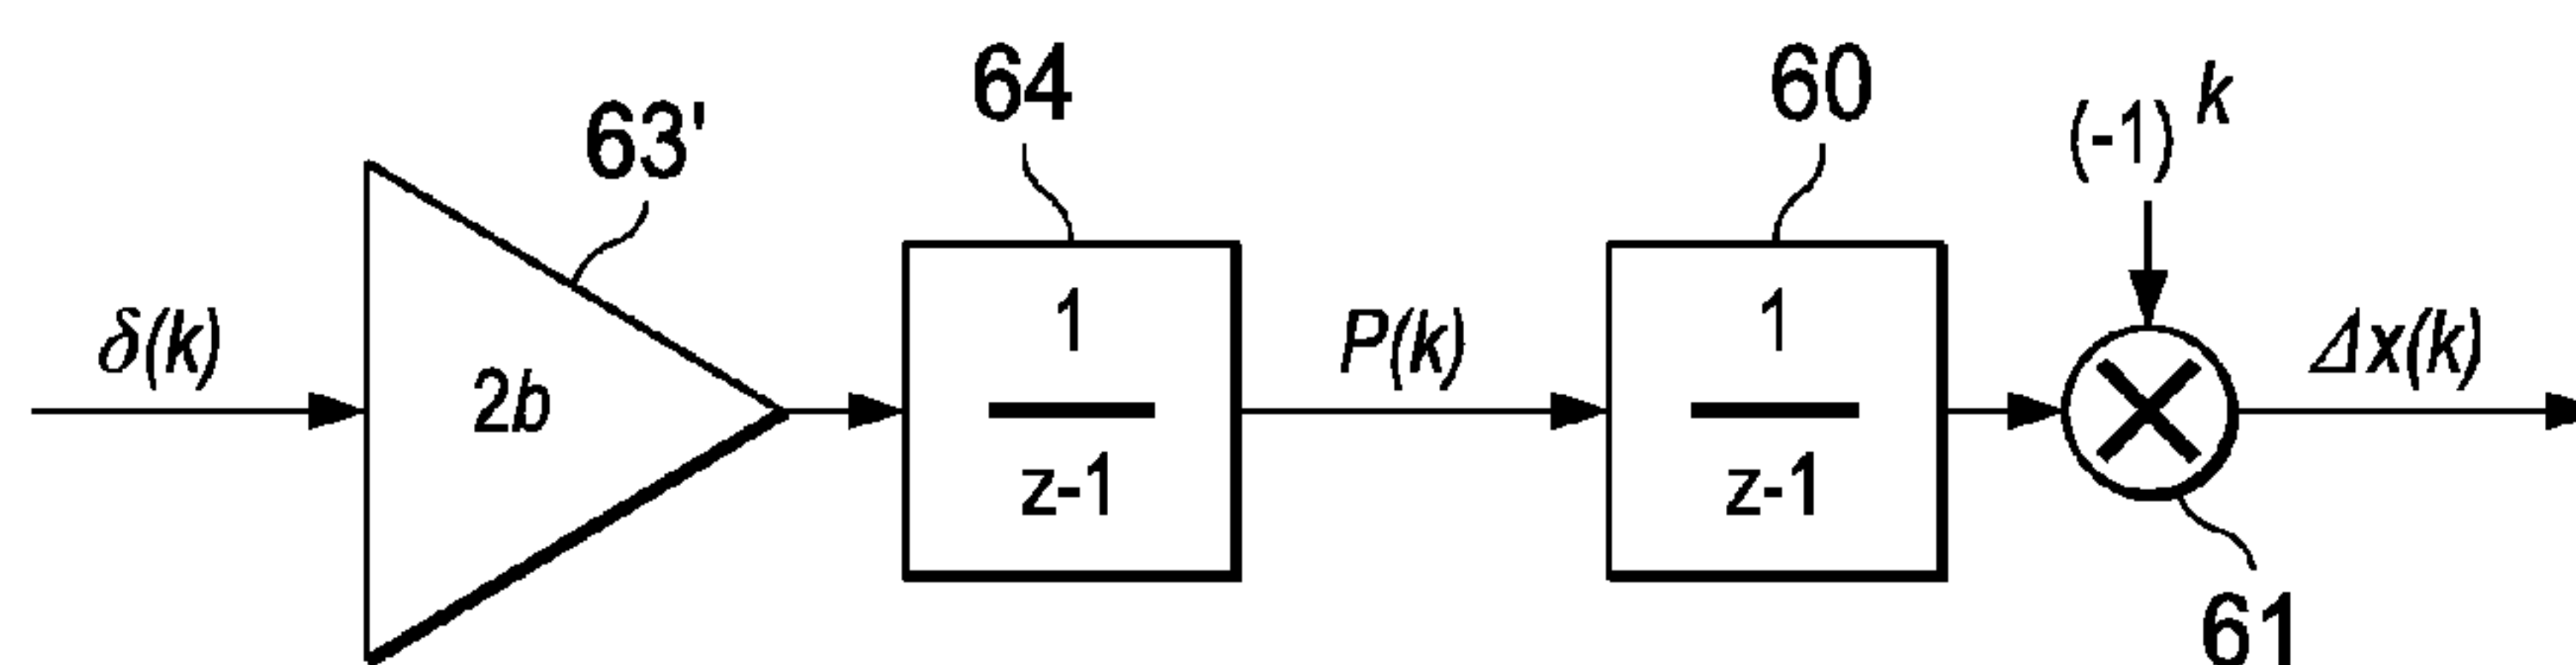 63'
64
60
(-1)^k
δ(k)
2b
1
z-1
P(k)
1
z-1
Δx(k)
61